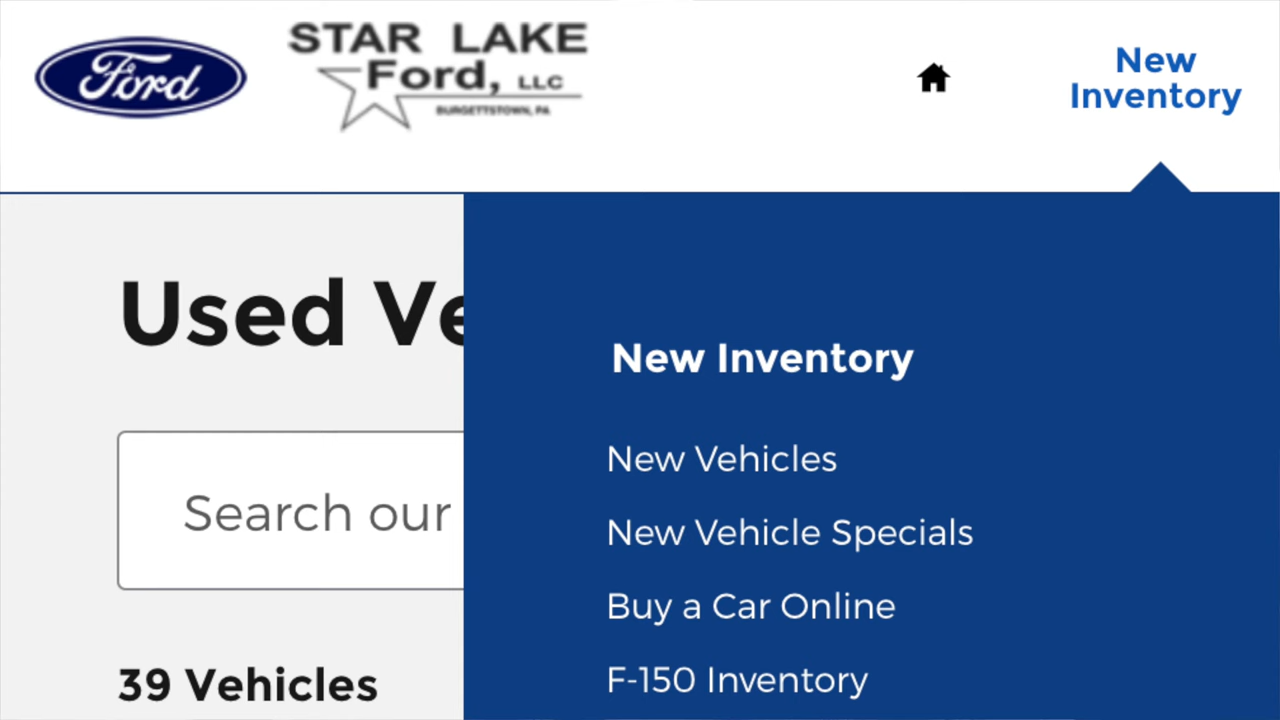 Ford
STAR LAKE
Ford, LLC
BURGETTSTOWN, PA
New
Inventory
Used Ve
New Inventory
New Vehicles
Search our
New Vehicle Specials
Buy a Car Online
39 Vehicles
F-150 Inventory